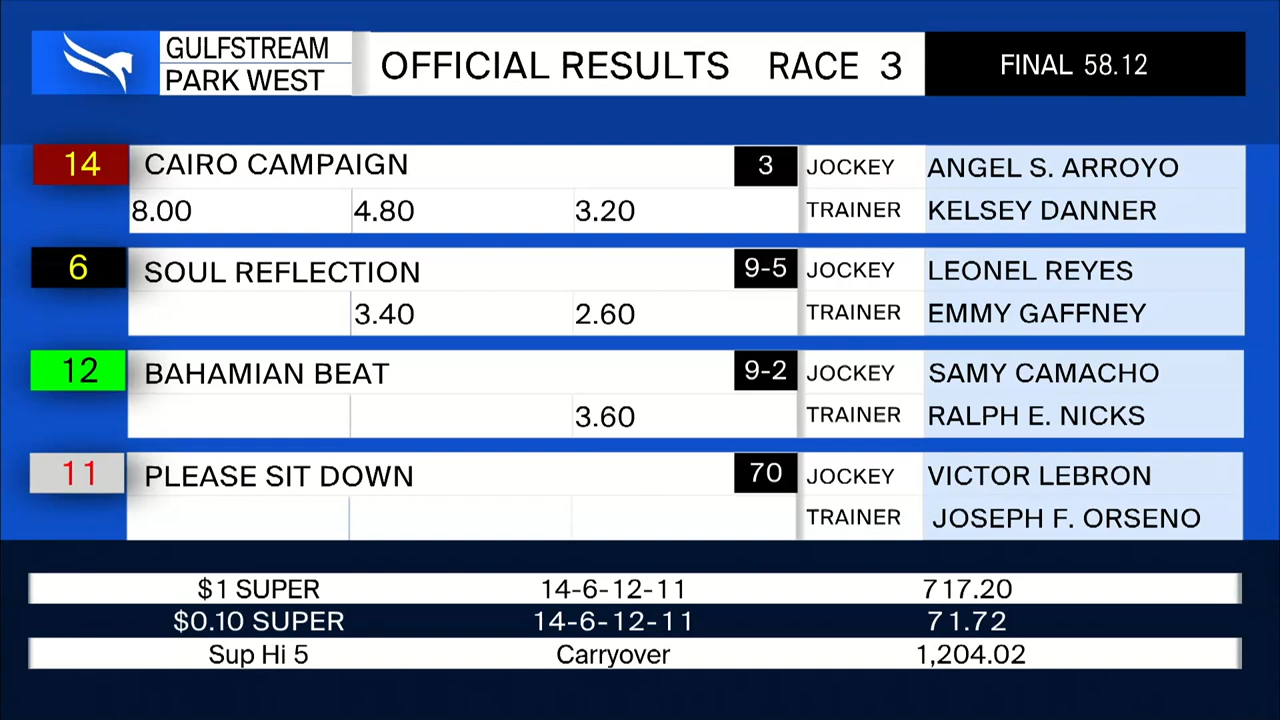 GULFSTREAM
PARK WEST
OFFICIAL RESULTS RACE 3
FINAL 58.12
14 CAIRO CAMPAIGN 3 JOCKEY ANGEL S. ARROYO
8.00 4.80 3.20 TRAINER KELSEY DANNER
6 SOUL REFLECTION 9-5 JOCKEY LEONEL REYES
3.40 2.60 TRAINER EMMY GAFFNEY
12 BAHAMIAN BEAT 9-2 JOCKEY SAMY CAMACHO
3.60 TRAINER RALPH E. NICKS
11 PLEASE SIT DOWN 70 JOCKEY VICTOR LEBRON
TRAINER JOSEPH F. ORSENO
$1 SUPER 14-6-12-11 717.20
$0.10 SUPER 14-6-12-11 71.72
Sup Hi 5 Carryover 1,204.02